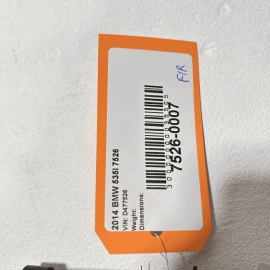 2014 BMW 535I 7526
VIN: D477526
Weight:
Dimensions:
7526-0007
F/R